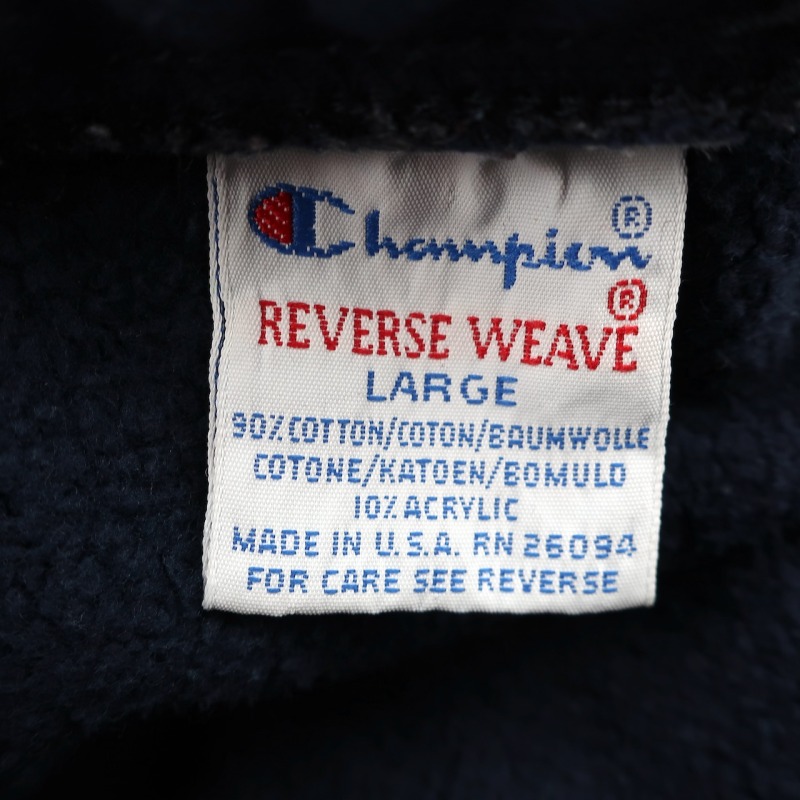 Champion®
REVERSE WEAVE®
LARGE
90% COTTON/COTON/BAUMWOLLE
COTONE/KATOEN/BOMULD
10% ACRYLIC
MADE IN U.S.A. RN 26094
FOR CARE SEE REVERSE